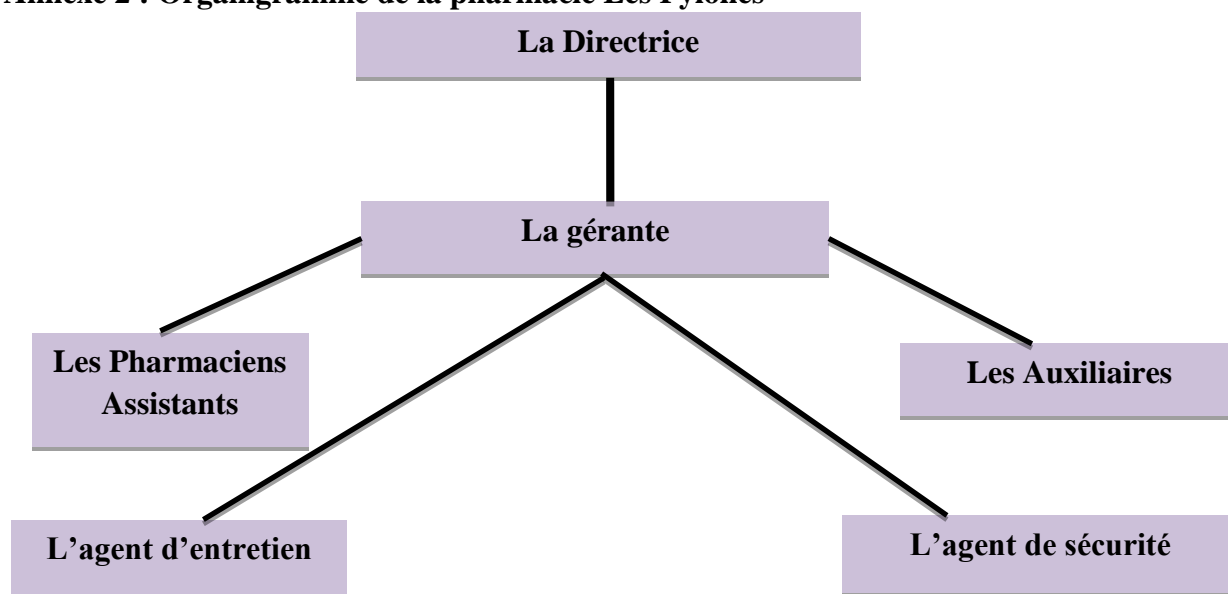 Annexe 2 : Organigramme de la pharmacie Les Pylônes
La Directrice
La gérante
Les Pharmaciens
Assistants
Les Auxiliaires
L’agent d’entretien
L’agent de sécurité